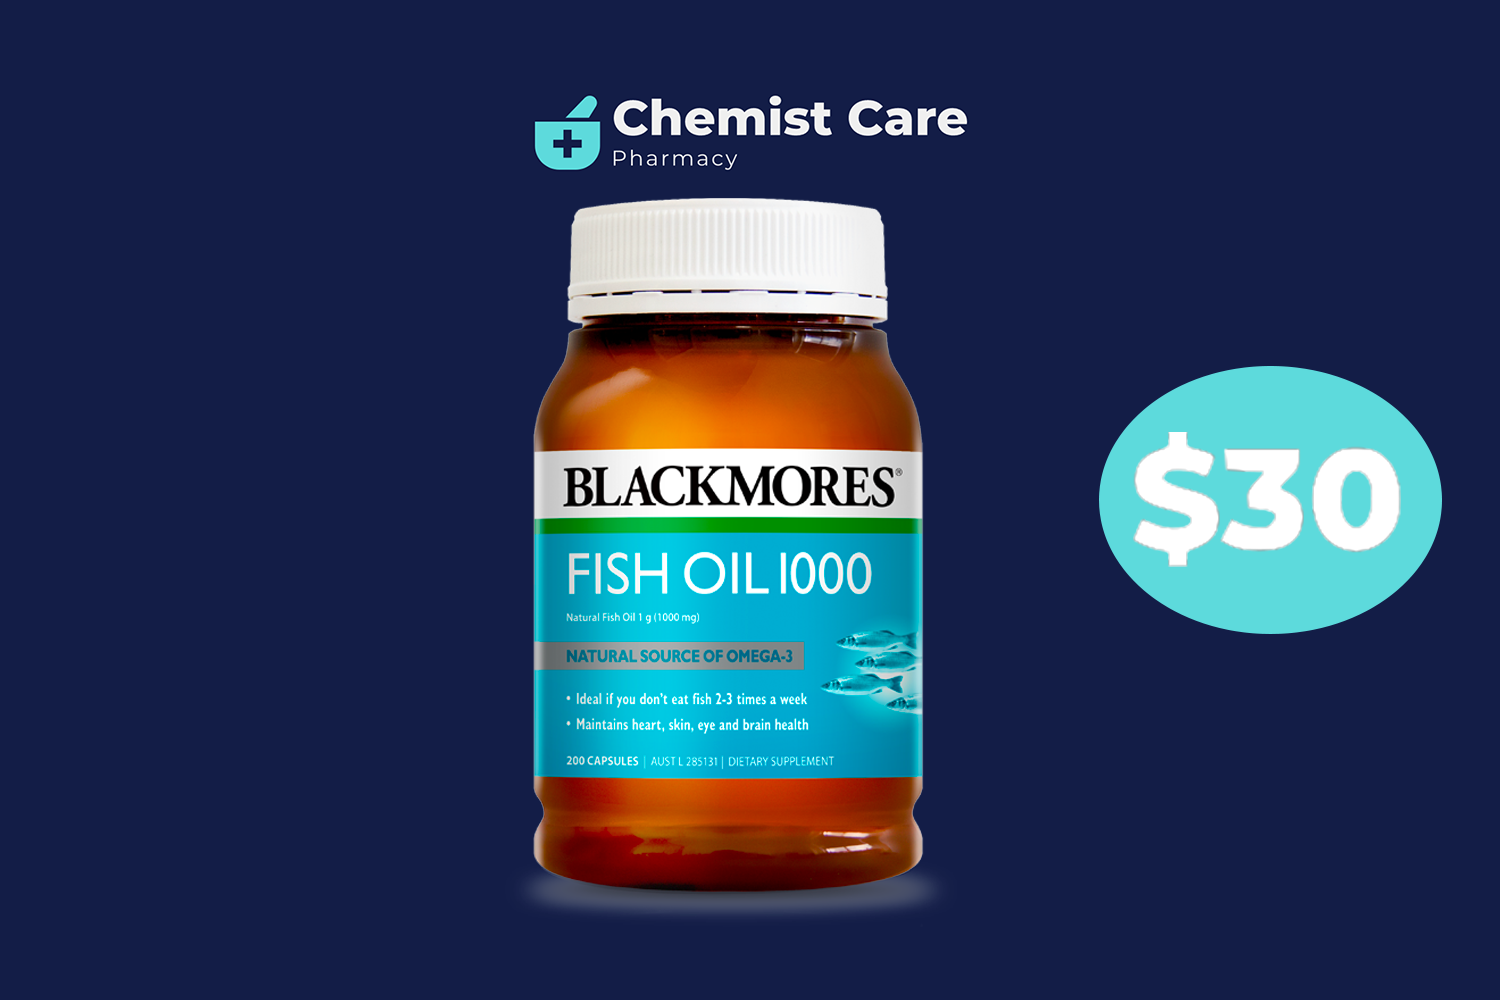 Chemist Care
Pharmacy
BLACKMORES®
FISH OIL 1000
Natural Fish Oil 1 g (1000 mg)
NATURAL SOURCE OF OMEGA-3
• Ideal if you don't eat fish 2-3 times a week
• Maintains heart, skin, eye and brain health
200 CAPSULES | AUST L 285131 | DIETARY SUPPLEMENT
$30